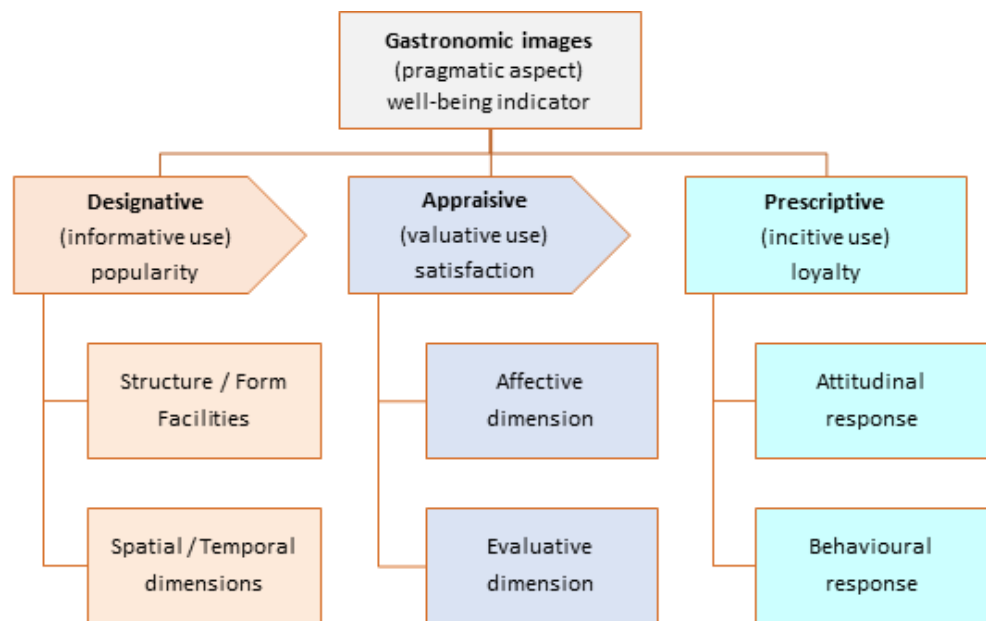 Gastronomic images
(pragmatic aspect)
well-being indicator
Designative
(informative use)
popularity
Appraisive
(valuative use)
satisfaction
Prescriptive
(incitive use)
loyalty
Structure / Form
Facilities
Affective
dimension
Attitudinal
response
Spatial / Temporal
dimensions
Evaluative
dimension
Behavioural
response